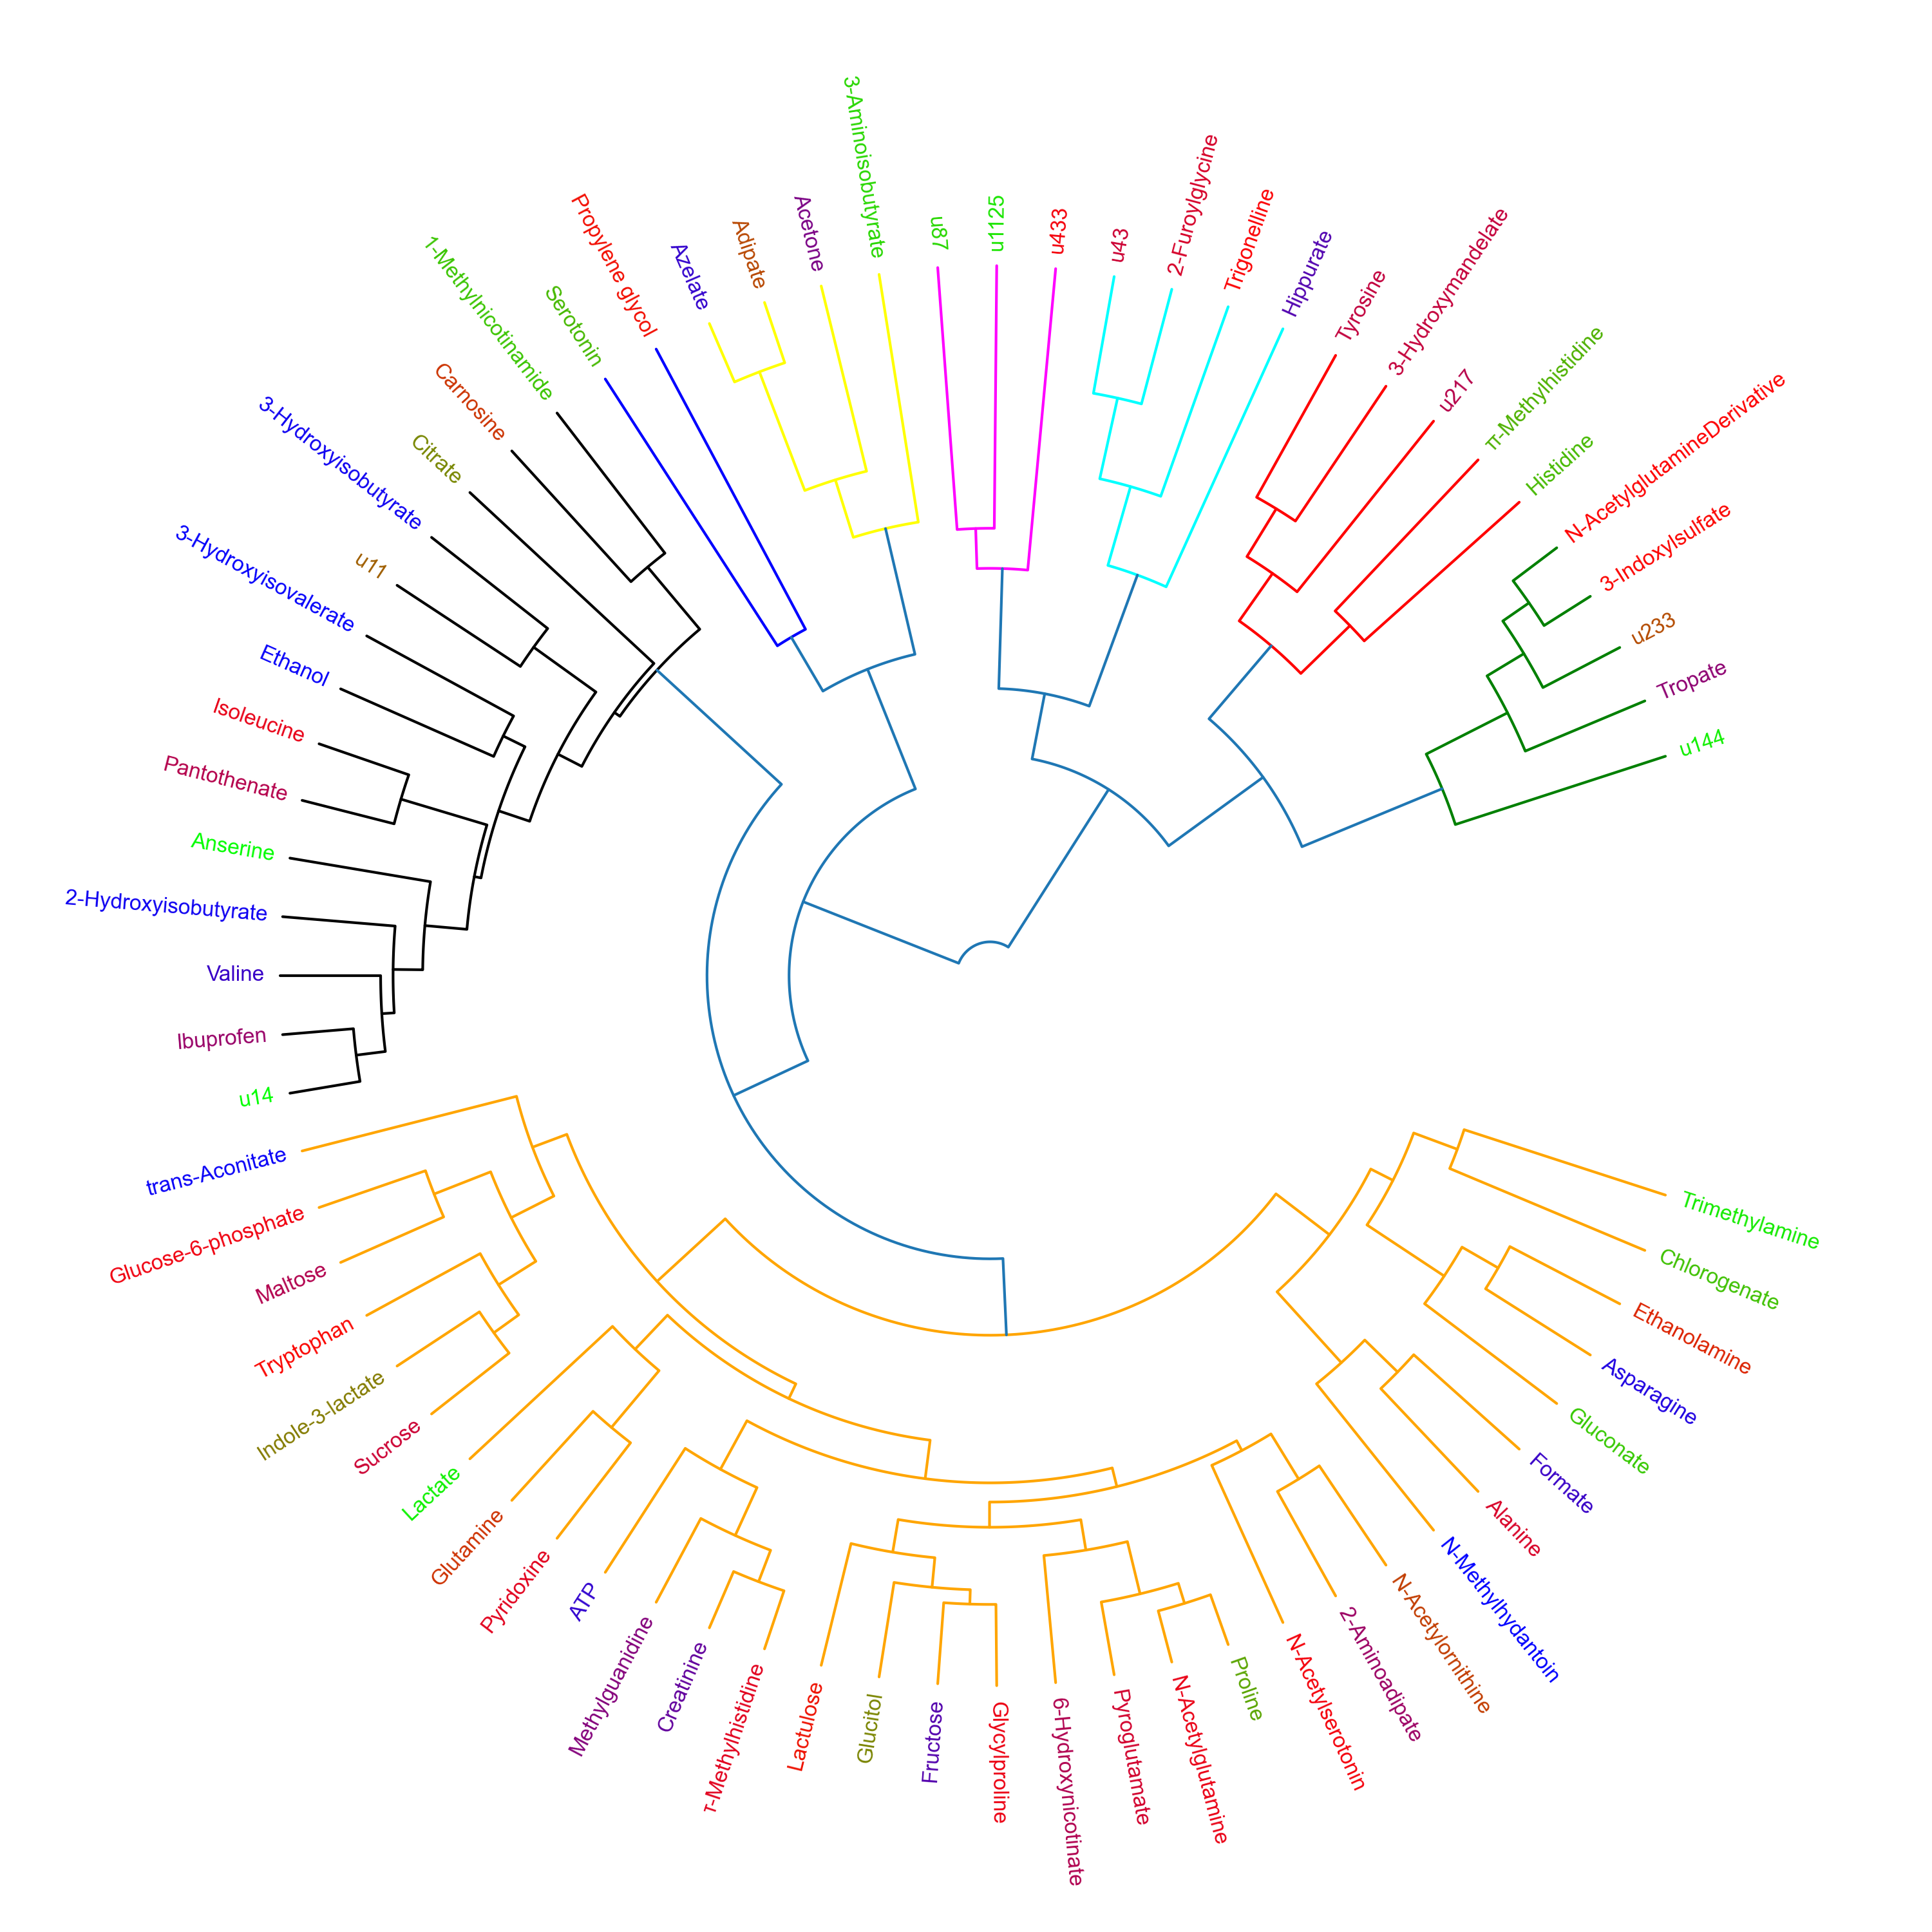 3-Aminoisobutyrate
u87
u1125
u433
u43
2-Furoylglycine
Trigonelline
Hippurate
Tyrosine
3-Hydroxymandelate
u217
π-Methylhistidine
Histidine
N-AcetylglutamineDerivative
3-Indoxylsulfate
u233
Tropate
u144
Trimethylamine
Chlorogenate
Ethanolamine
Asparagine
Gluconate
Formate
Alanine
N-Methylhydantoin
N-Acetylornithine
2-Aminoadipate
N-Acetylserotonin
Proline
N-Acetylglutamine
Pyroglutamate
6-Hydroxynicotinate
Glycylproline
Fructose
Glucitol
Lactulose
τ-Methylhistidine
Creatinine
Methylguanidine
ATP
Pyridoxine
Glutamine
Lactate
Sucrose
Indole-3-lactate
Tryptophan
Maltose
Glucose-6-phosphate
trans-Aconitate
u14
Ibuprofen
Valine
2-Hydroxyisobutyrate
Anserine
Pantothenate
Isoleucine
Ethanol
3-Hydroxyisovalerate
u11
3-Hydroxyisobutyrate
Citrate
Carnosine
1-Methylnicotinamide
Serotonin
Propylene glycol
Azelate
Adipate
Acetone